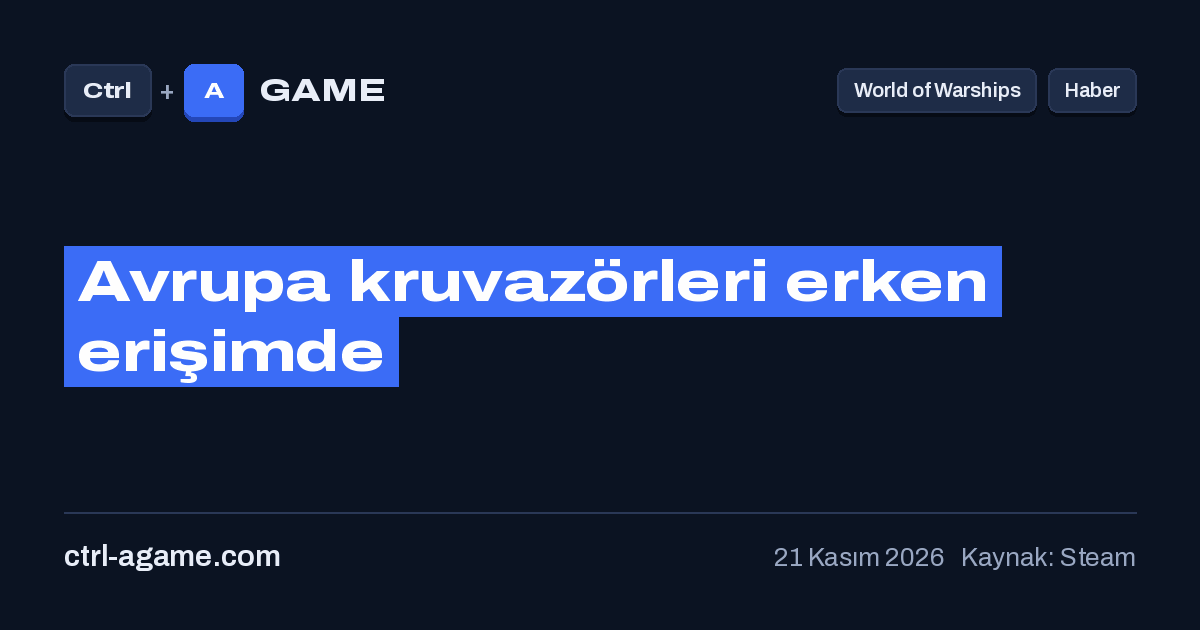 Ctrl + A GAME
World of Warships
Haber
Avrupa kruvazörleri erken
erişimde
ctrl-agame.com
21 Kasım 2026 Kaynak: Steam